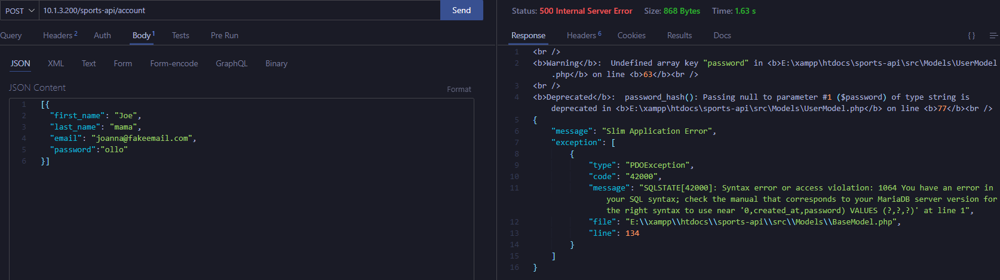 POST 10.1.3.200/sports-api/account Send
Query Headers 2 Auth Body 1 Tests Pre Run
JSON XML Text Form Form-encode GraphQL Binary
JSON Content Format
1 [{
2 "first_name": "Joe",
3 "last_name": "mama",
4 "email": "joanna@fakeemail.com",
5 "password":"ollo"
6 }]
Status: 500 Internal Server Error Size: 868 Bytes Time: 1.63 s
Response Headers 6 Cookies Results Docs { }
1 <br />
2 <b>Warning</b>:  Undefined array key "password" in <b>E:\xampp\htdocs\sports-api\src\Models\UserModel
.php</b> on line <b>63</b><br />
3 <br />
4 <b>Deprecated</b>:  password_hash(): Passing null to parameter #1 ($password) of type string is
deprecated in <b>E:\xampp\htdocs\sports-api\src\Models\UserModel.php</b> on line <b>77</b><br />
5 {
6 "message": "Slim Application Error",
7 "exception": [
8 {
9 "type": "PDOException",
10 "code": "42000",
11 "message": "SQLSTATE[42000]: Syntax error or access violation: 1064 You have an error in
your SQL syntax; check the manual that corresponds to your MariaDB server version for
the right syntax to use near '0,created_at,password) VALUES (?,?,?)' at line 1",
12 "file": "E:\\xampp\\htdocs\\sports-api\\src\\Models\\BaseModel.php",
13 "line": 134
14 }
15 ]
16 }